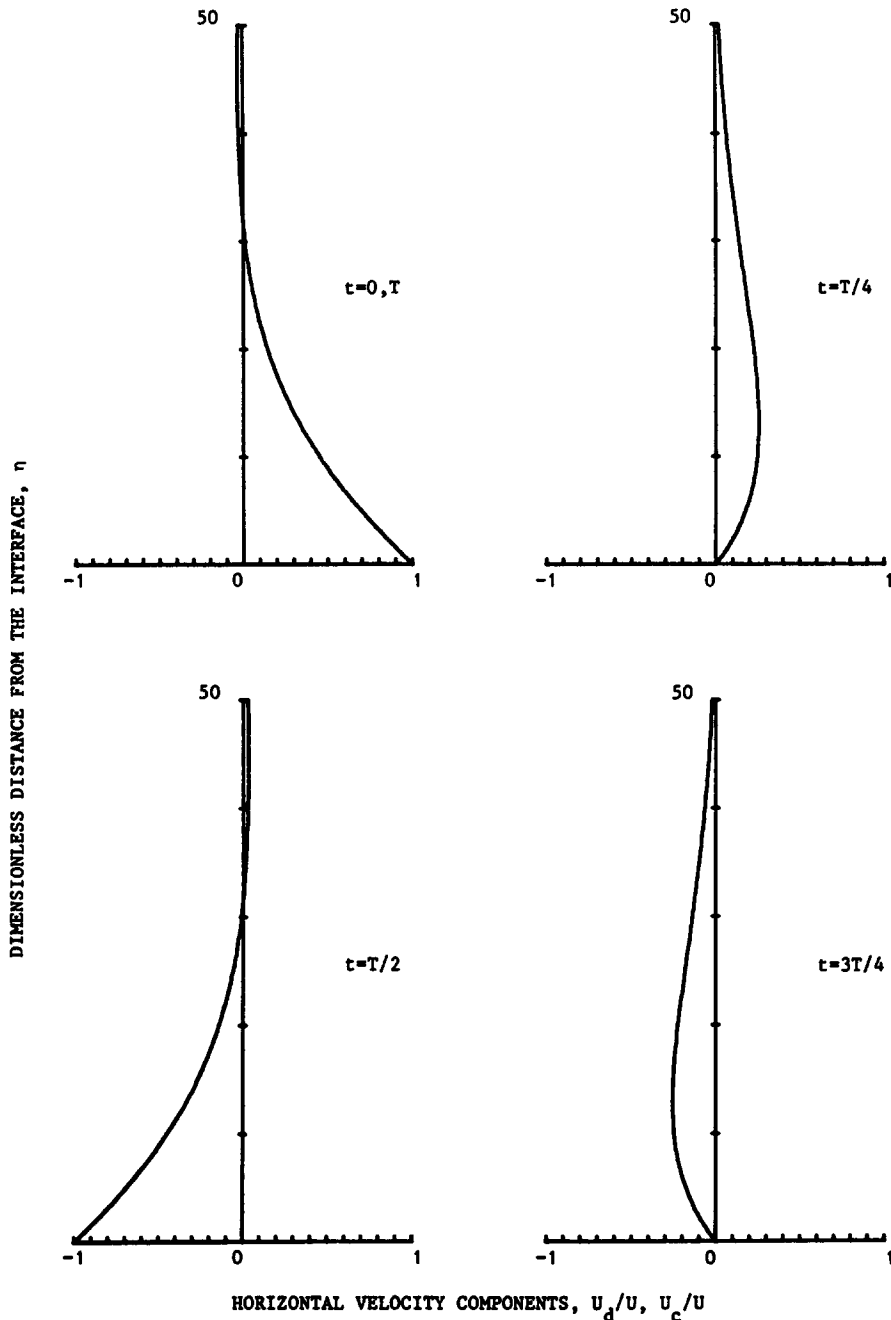 50
50
t=0,T
t=T/4
-1
0
1
-1
0
1
DIMENSIONLESS DISTANCE FROM THE INTERFACE, η
50
50
t=T/2
t=3T/4
-1
0
1
-1
0
1
HORIZONTAL VELOCITY COMPONENTS, U_d/U, U_c/U